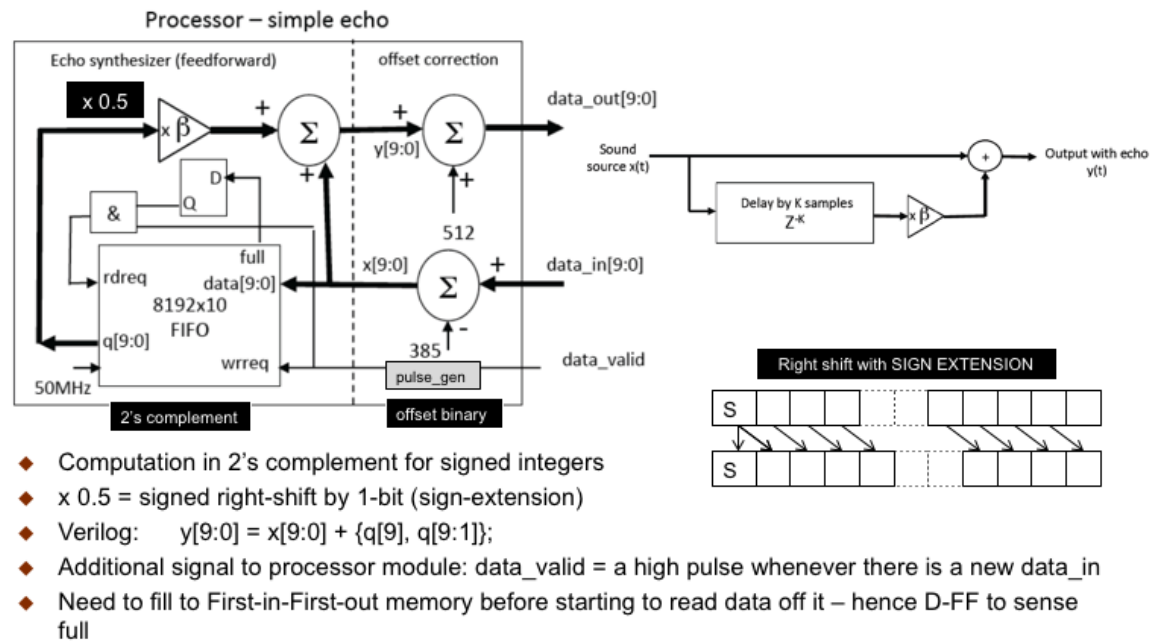 Processor – simple echo
Echo synthesizer (feedforward)
offset correction
x 0.5
x β
+
Σ
+
+
y[9:0]
Σ
+
512
data_out[9:0]
D
Q
&
full
rdreq
data[9:0]
8192x10
FIFO
q[9:0]
wrreq
50MHz
x[9:0]
Σ
+
-
385
data_in[9:0]
data_valid
pulse_gen
2's complement
offset binary
Sound
source x(t)
Delay by K samples
Z-K
x β
+
Output with echo
y(t)
Right shift with SIGN EXTENSION
S
S
◆ Computation in 2's complement for signed integers
◆ x 0.5 = signed right-shift by 1-bit (sign-extension)
◆ Verilog: y[9:0] = x[9:0] + {q[9], q[9:1]};
◆ Additional signal to processor module: data_valid = a high pulse whenever there is a new data_in
◆ Need to fill to First-in-First-out memory before starting to read data off it – hence D-FF to sense
full